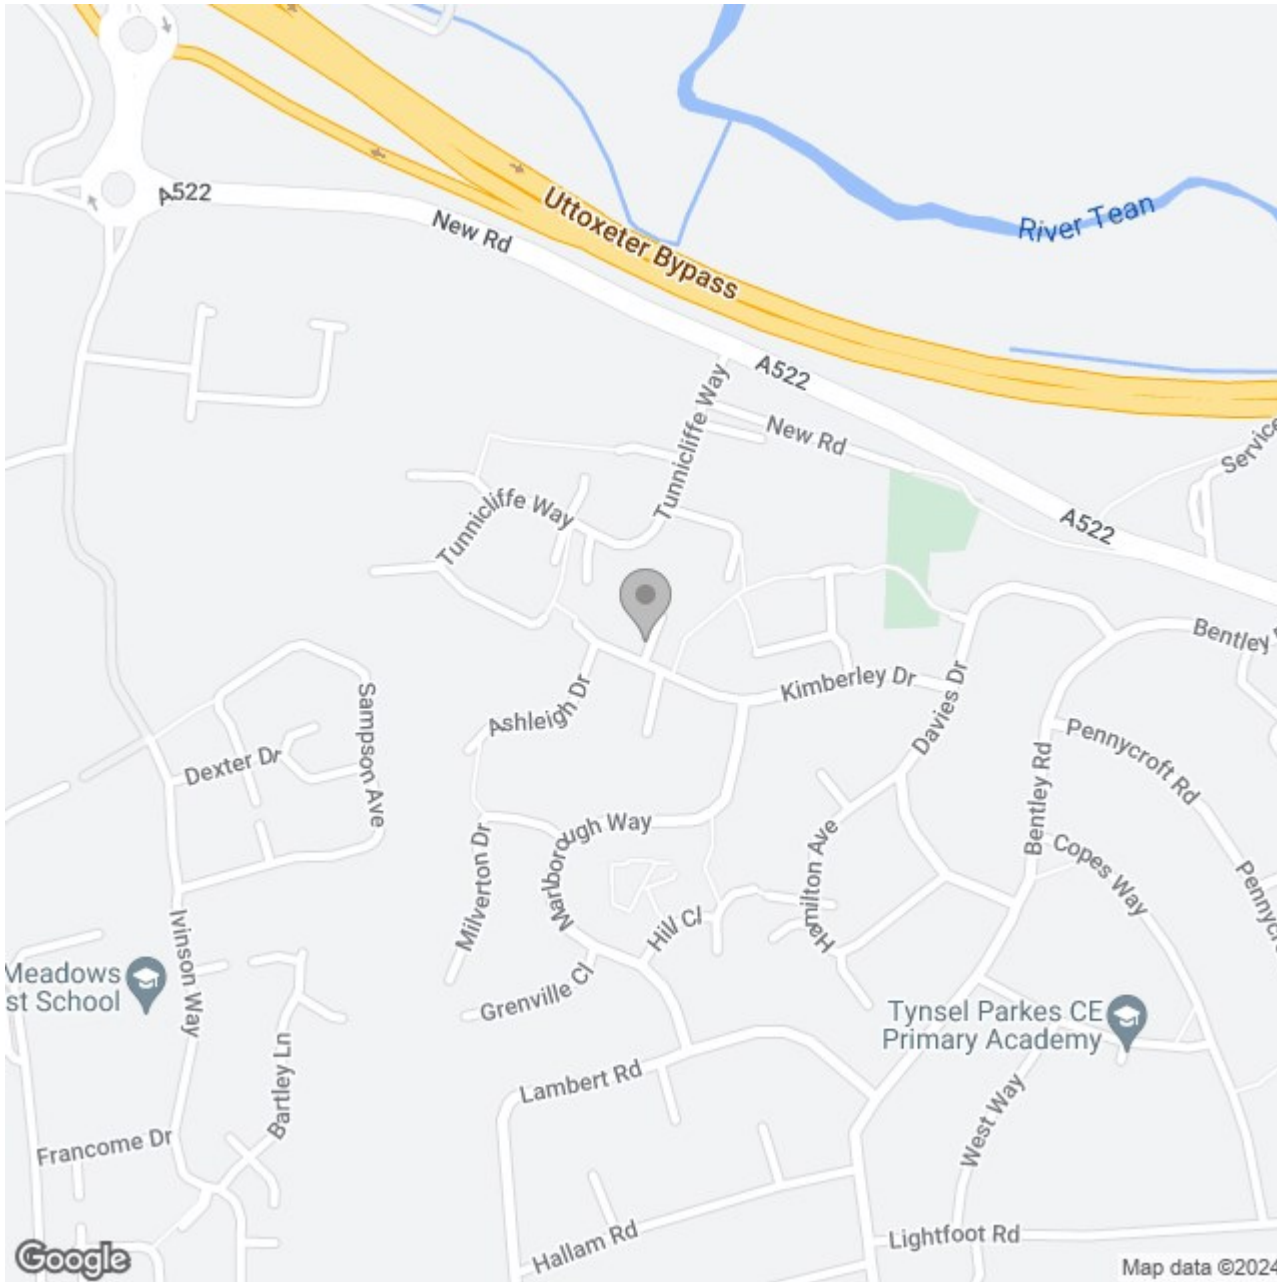 A522
New Rd
Uttoxeter Bypass
River Tean
A522
Tunnicliffe Way
New Rd
Service
Tunnicliffe Way
A522
Bentley
Kimberley Dr
Davies Dr
Ashleigh Dr
Sampson Ave
Dexter Dr
Pennycroft Rd
Bentley Rd
Marlborough Way
Milverton Dr
Hamilton Ave
Copes Way
Hill Cl
Ivinson Way
Meadows
st School
Grenville Cl
Tynsel Parkes CE
Primary Academy
Bartley Ln
Lambert Rd
West Way
Francome Dr
Hallam Rd
Lightfoot Rd
Google
Map data ©2024